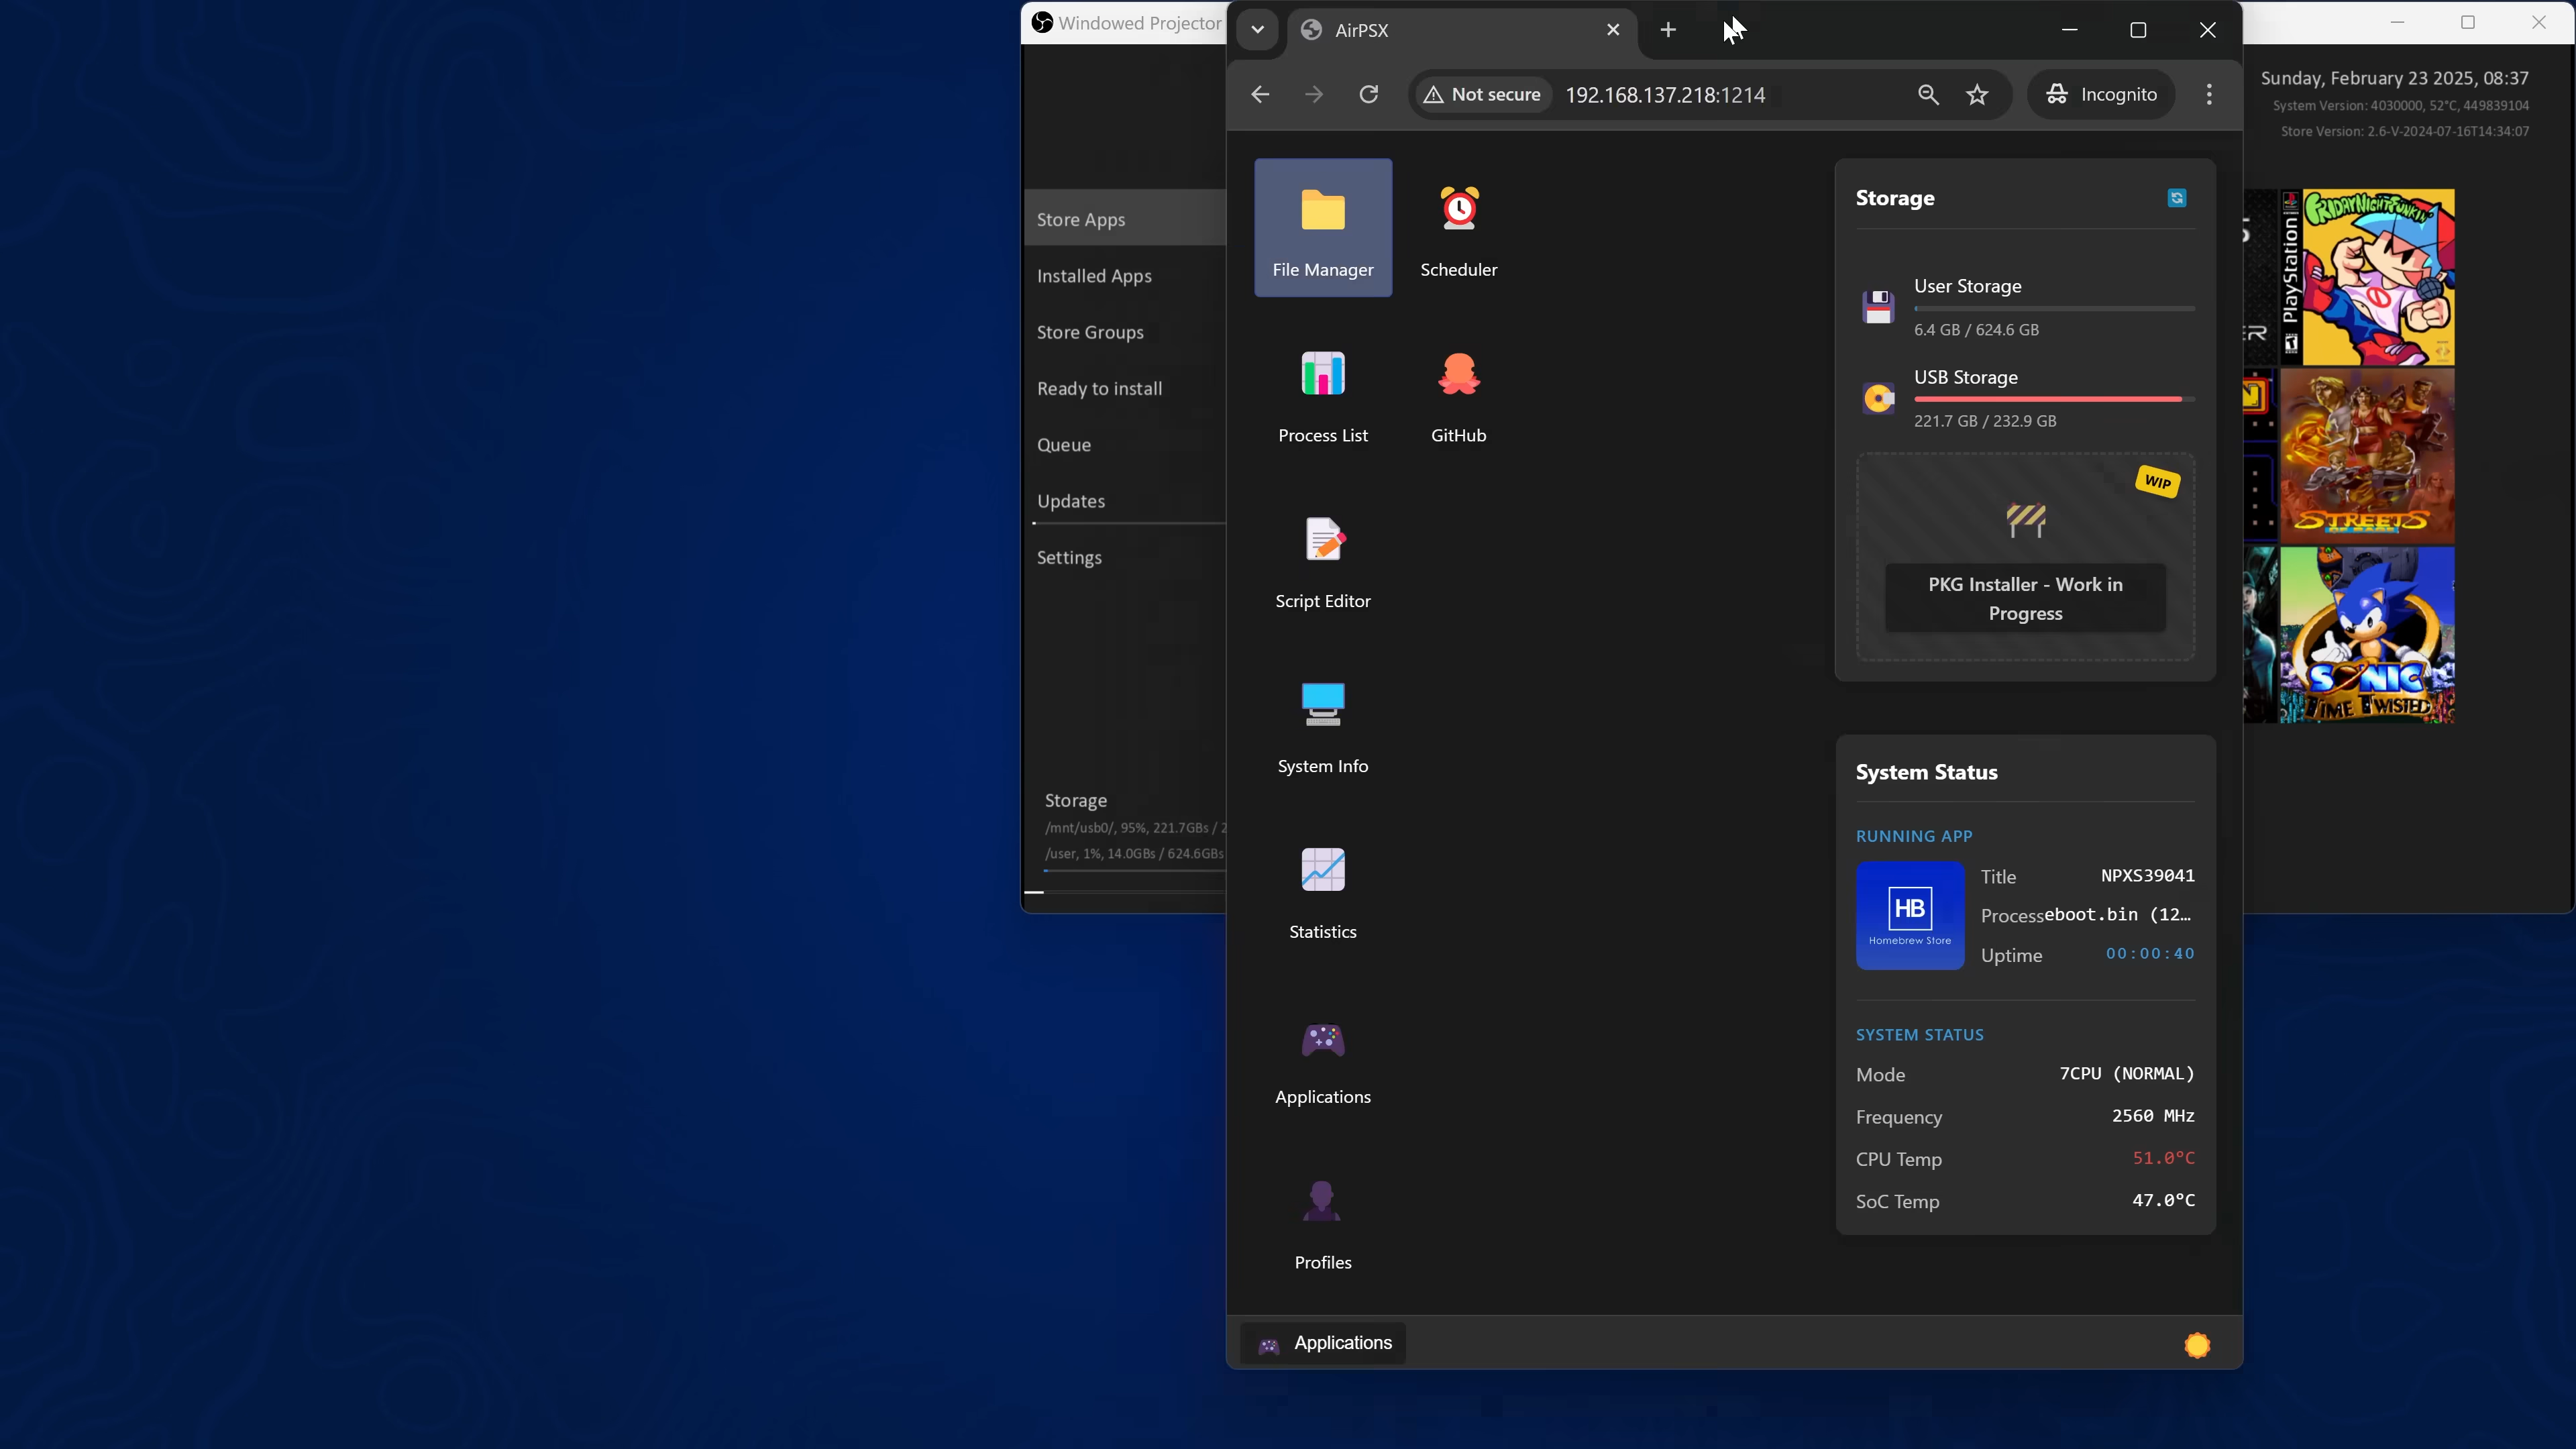 Windowed Projector
Store Apps
Installed Apps
Store Groups
Ready to install
Queue
Updates
Settings
Storage
/mnt/usb0/, 95%, 221.7GBs / 2
/user, 1%, 14.0GBs / 624.6GBs
AirPSX
Not secure
192.168.137.218:1214
Incognito
File Manager
Scheduler
Process List
GitHub
Script Editor
System Info
Statistics
Applications
Profiles
Storage
User Storage
6.4 GB / 624.6 GB
USB Storage
221.7 GB / 232.9 GB
WIP
PKG Installer - Work in
Progress
System Status
RUNNING APP
HB
Homebrew Store
Title NPXS39041
Process eboot.bin (12…
Uptime 00:00:40
SYSTEM STATUS
Mode 7CPU (NORMAL)
Frequency 2560 MHz
CPU Temp 51.0°C
SoC Temp 47.0°C
Applications
Sunday, February 23 2025, 08:37
System Version: 4030000, 52°C, 449839104
Store Version: 2.6-V-2024-07-16T14:34:07
PlayStation
FRIDAY NIGHT FUNKIN
STREETS
SONIC
TIME TWISTED